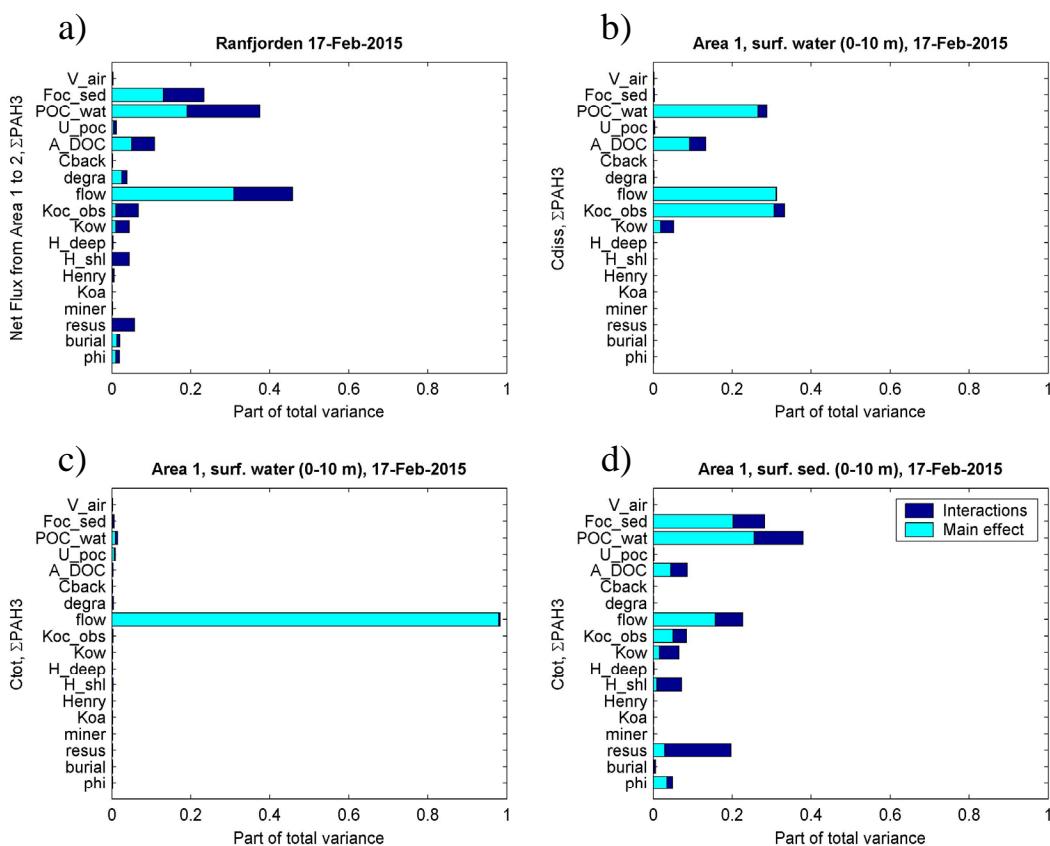 a)
Ranfjorden 17-Feb-2015
Net Flux from Area 1 to 2, ΣPAH3
V_air
Foc_sed
POC_wat
U_poc
A_DOC
Cback
degra
flow
Koc_obs
Kow
H_deep
H_shl
Henry
Koa
miner
resus
burial
phi
0 0.2 0.4 0.6 0.8 1
Part of total variance
b)
Area 1, surf. water (0-10 m), 17-Feb-2015
Cdiss, ΣPAH3
V_air
Foc_sed
POC_wat
U_poc
A_DOC
Cback
degra
flow
Koc_obs
Kow
H_deep
H_shl
Henry
Koa
miner
resus
burial
phi
0 0.2 0.4 0.6 0.8 1
Part of total variance
c)
Area 1, surf. water (0-10 m), 17-Feb-2015
Ctot, ΣPAH3
V_air
Foc_sed
POC_wat
U_poc
A_DOC
Cback
degra
flow
Koc_obs
Kow
H_deep
H_shl
Henry
Koa
miner
resus
burial
phi
0 0.2 0.4 0.6 0.8 1
Part of total variance
d)
Area 1, surf. sed. (0-10 m), 17-Feb-2015
Ctot, ΣPAH3
V_air
Foc_sed
POC_wat
U_poc
A_DOC
Cback
degra
flow
Koc_obs
Kow
H_deep
H_shl
Henry
Koa
miner
resus
burial
phi
Interactions
Main effect
0 0.2 0.4 0.6 0.8 1
Part of total variance